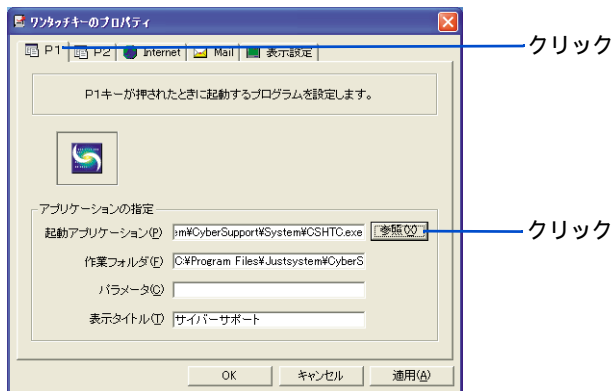 ワンタッチキーのプロパティ
P1 P2 Internet Mail 表示設定
クリック
P1キーが押されたときに起動するプログラムを設定します。
アプリケーションの指定
起動アプリケーション(P) em¥CyberSupport¥System¥CSHTC.exe 参照(X)
クリック
作業フォルダ(F) C:¥Program Files¥Justsystem¥CyberS
パラメータ(C)
表示タイトル(T) サイバーサポート
OK キャンセル 適用(A)